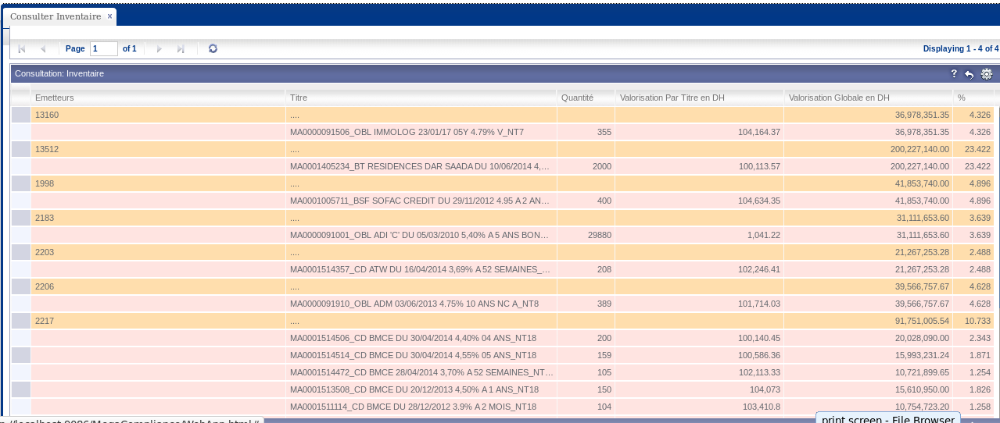 Consulter Inventaire x
Page 1 of 1 Displaying 1 - 4 of 4
Consultation: Inventaire ?
Emetteurs Titre Quantité Valorisation Par Titre en DH Valorisation Globale en DH %
13160 .... 36,978,351.35 4.326
MA0000091506_OBL IMMOLOG 23/01/17 05Y 4.79% V_NT7 355 104,164.37 36,978,351.35 4.326
13512 .... 200,227,140.00 23.422
MA0001405234_BT RESIDENCES DAR SAADA DU 10/06/2014 4,... 2000 100,113.57 200,227,140.00 23.422
1998 .... 41,853,740.00 4.896
MA0001005711_BSF SOFAC CREDIT DU 29/11/2012 4.95 A 2 AN... 400 104,634.35 41,853,740.00 4.896
2183 .... 31,111,653.60 3.639
MA0000091001_OBL ADI 'C' DU 05/03/2010 5,40% A 5 ANS BON... 29880 1,041.22 31,111,653.60 3.639
2203 .... 21,267,253.28 2.488
MA0001514357_CD ATW DU 16/04/2014 3,69% A 52 SEMAINES_... 208 102,246.41 21,267,253.28 2.488
2206 .... 39,566,757.67 4.628
MA0000091910_OBL ADM 03/06/2013 4.75% 10 ANS NC A_NT8 389 101,714.03 39,566,757.67 4.628
2217 .... 91,751,005.54 10.733
MA0001514506_CD BMCE DU 30/04/2014 4,40% 04 ANS_NT18 200 100,140.45 20,028,090.00 2.343
MA0001514514_CD BMCE DU 30/04/2014 4,55% 05 ANS_NT18 159 100,586.36 15,993,231.24 1.871
MA0001514472_CD BMCE 28/04/2014 3,70% A 52 SEMAINES_NT... 105 102,113.33 10,721,899.65 1.254
MA0001513508_CD BMCE DU 20/12/2013 4,50% A 1 ANS_NT18 150 104,073 15,610,950.00 1.826
MA0001511114_CD BMCE DU 28/12/2012 3.9% A 2 MOIS_NT18 104 103,410.8 10,754,723.20 1.258
print screen - File Browser